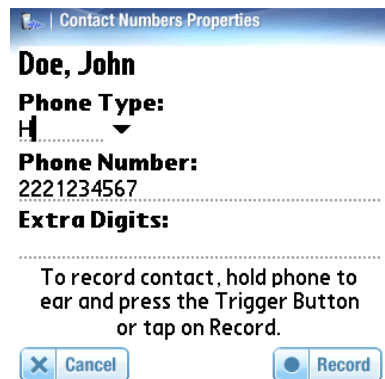 Contact Numbers Properties
Doe, John
Phone Type:
H
Phone Number:
2221234567
Extra Digits:
To record contact, hold phone to
ear and press the Trigger Button
or tap on Record.
Cancel
Record